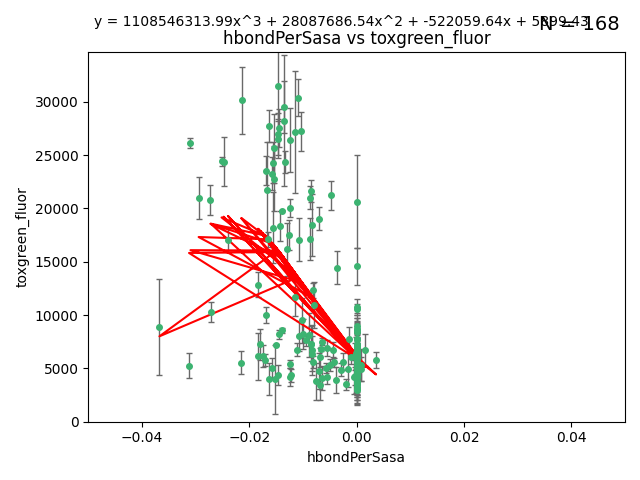 y = 1108546313.99x^3 + 28087686.54x^2 + -522059.64x + 5899.43
N = 168
hbondPerSasa vs toxgreen_fluor
30000
25000
20000
15000
10000
5000
0
toxgreen_fluor
−0.04 −0.02 0.00 0.02 0.04
hbondPerSasa